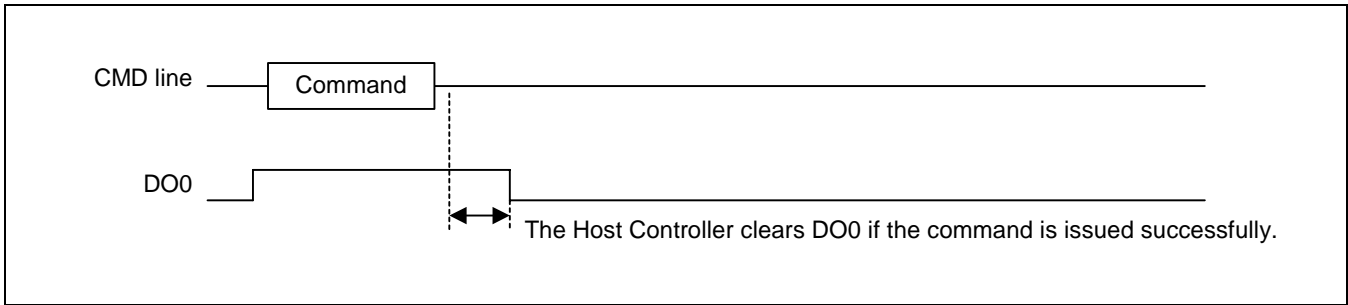 CMD line
Command
DO0
The Host Controller clears DO0 if the command is issued successfully.